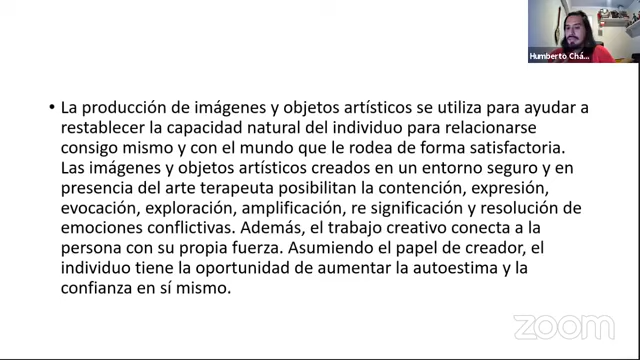 Humberto Chá...
• La producción de imágenes y objetos artísticos se utiliza para ayudar a
restablecer la capacidad natural del individuo para relacionarse
consigo mismo y con el mundo que le rodea de forma satisfactoria.
Las imágenes y objetos artísticos creados en un entorno seguro y en
presencia del arte terapeuta posibilitan la contención, expresión,
evocación, exploración, amplificación, re significación y resolución de
emociones conflictivas. Además, el trabajo creativo conecta a la
persona con su propia fuerza. Asumiendo el papel de creador, el
individuo tiene la oportunidad de aumentar la autoestima y la
confianza en sí mismo.
zoom